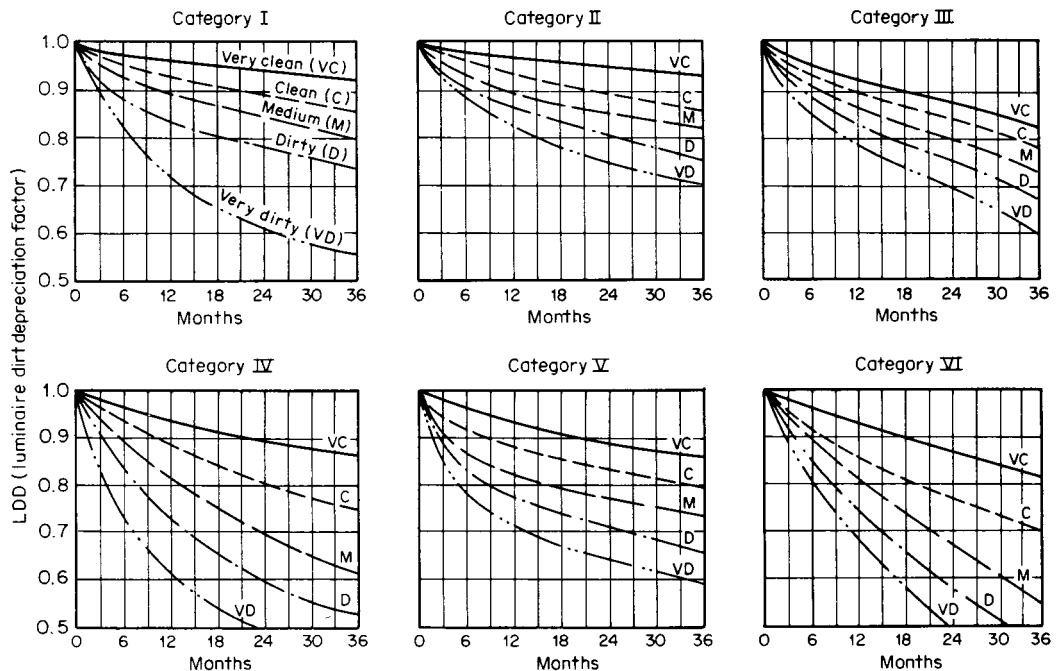 Category I
Category II
Category III
1.0
0.9
0.8
0.7
0.6
0.5
Very clean (VC)
Clean (C)
Medium (M)
Dirty (D)
Very dirty (VD)
0 6 12 18 24 30 36
Months
VC
C
M
D
VD
0 6 12 18 24 30 36
Months
VC
C
M
D
VD
0 6 12 18 24 30 36
Months
LDD (luminaire dirt depreciation factor)
Category IV
Category V
Category VI
1.0
0.9
0.8
0.7
0.6
0.5
VC
C
M
D
VD
0 6 12 18 24 30 36
Months
VC
C
M
D
VD
0 6 12 18 24 30 36
Months
VC
C
M
D
VD
0 6 12 18 24 30 36
Months